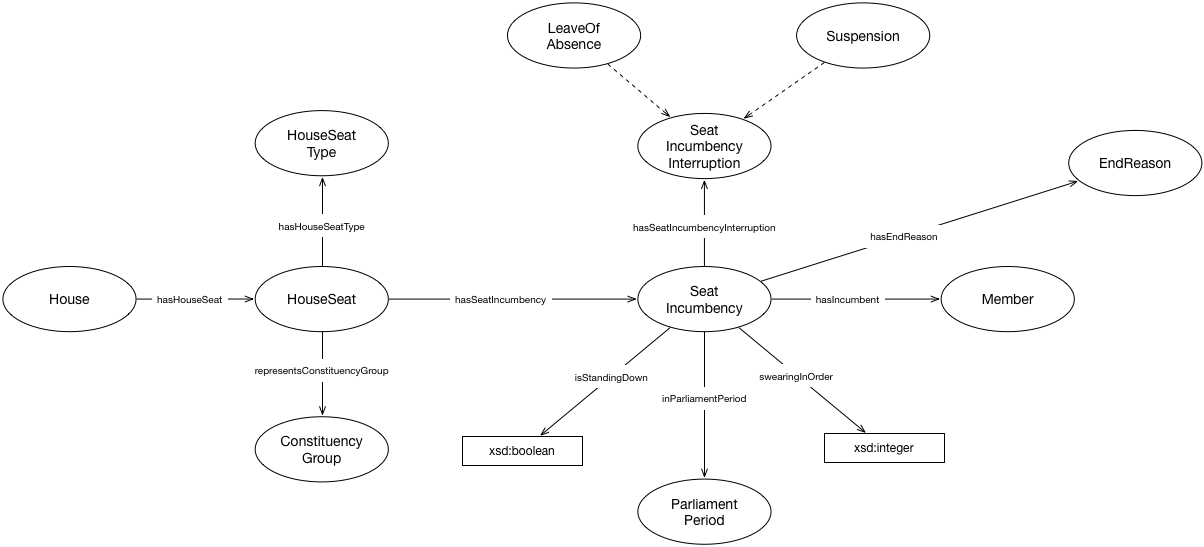 LeaveOf
Absence
Suspension
HouseSeat
Type
Seat
Incumbency
Interruption
EndReason
hasHouseSeatType
hasSeatIncumbencyInterruption
hasEndReason
House
hasHouseSeat
HouseSeat
hasSeatIncumbency
Seat
Incumbency
hasIncumbent
Member
representsConstituencyGroup
isStandingDown
inParliamentPeriod
swearingInOrder
Constituency
Group
xsd:boolean
xsd:integer
Parliament
Period